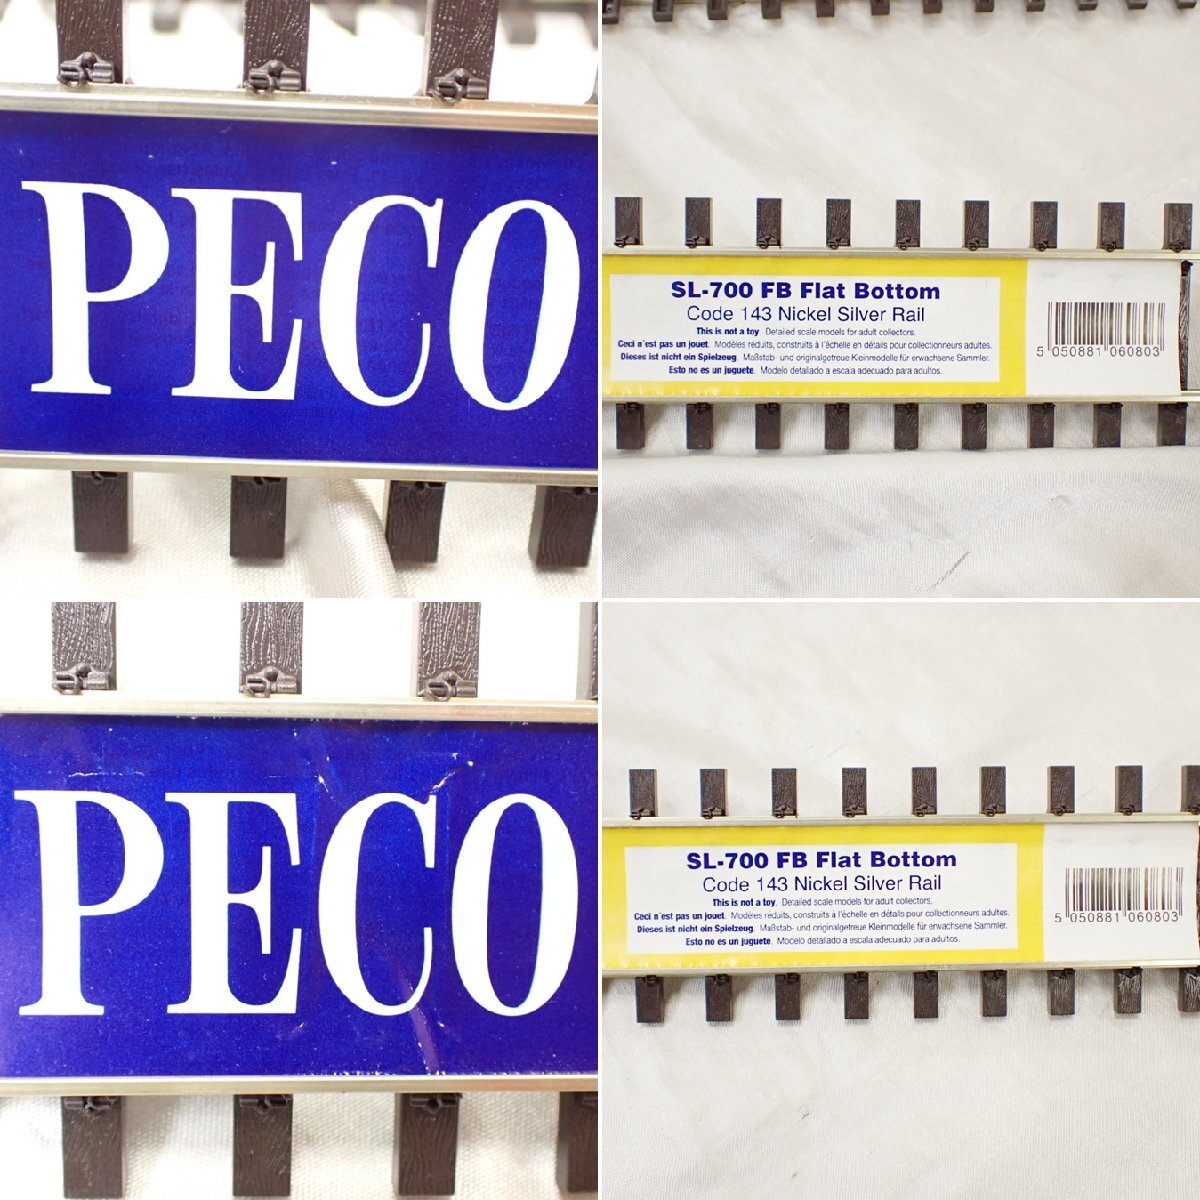 PECO
SL-700 FB Flat Bottom
Code 143 Nickel Silver Rail
This is not a toy. Detailed scale models for adult collectors.
Ceci n'est pas un jouet. Modèles réduits, construits à l'échelle en détails pour collectionneurs adultes.
Dieses ist nicht ein Spielzeug. Maßstab- und originalgetreue Kleinmodelle für erwachsene Sammler.
Esto no es un juguete. Modelo detallado a escala adecuado para adultos.
5 050881 060803
PECO
SL-700 FB Flat Bottom
Code 143 Nickel Silver Rail
This is not a toy. Detailed scale models for adult collectors.
Ceci n'est pas un jouet. Modèles réduits, construits à l'échelle en détails pour collectionneurs adultes.
Dieses ist nicht ein Spielzeug. Maßstab- und originalgetreue Kleinmodelle für erwachsene Sammler.
Esto no es un juguete. Modelo detallado a escala adecuado para adultos.
5 050881 060803